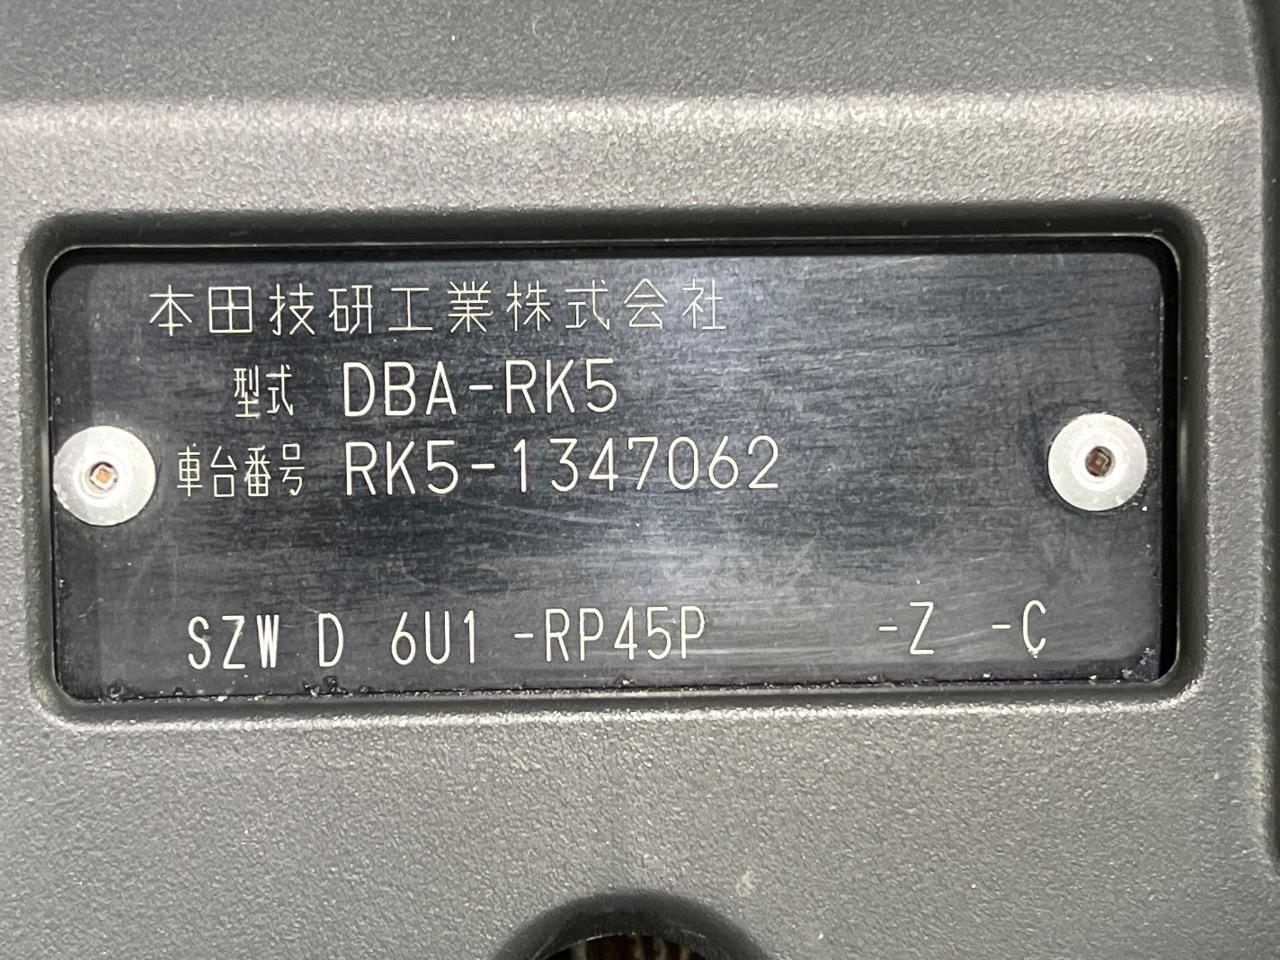 本田技研工業株式会社
型式 DBA-RK5
車台番号 RK5-1347062
SZW D 6U1 -RP45P -Z -C